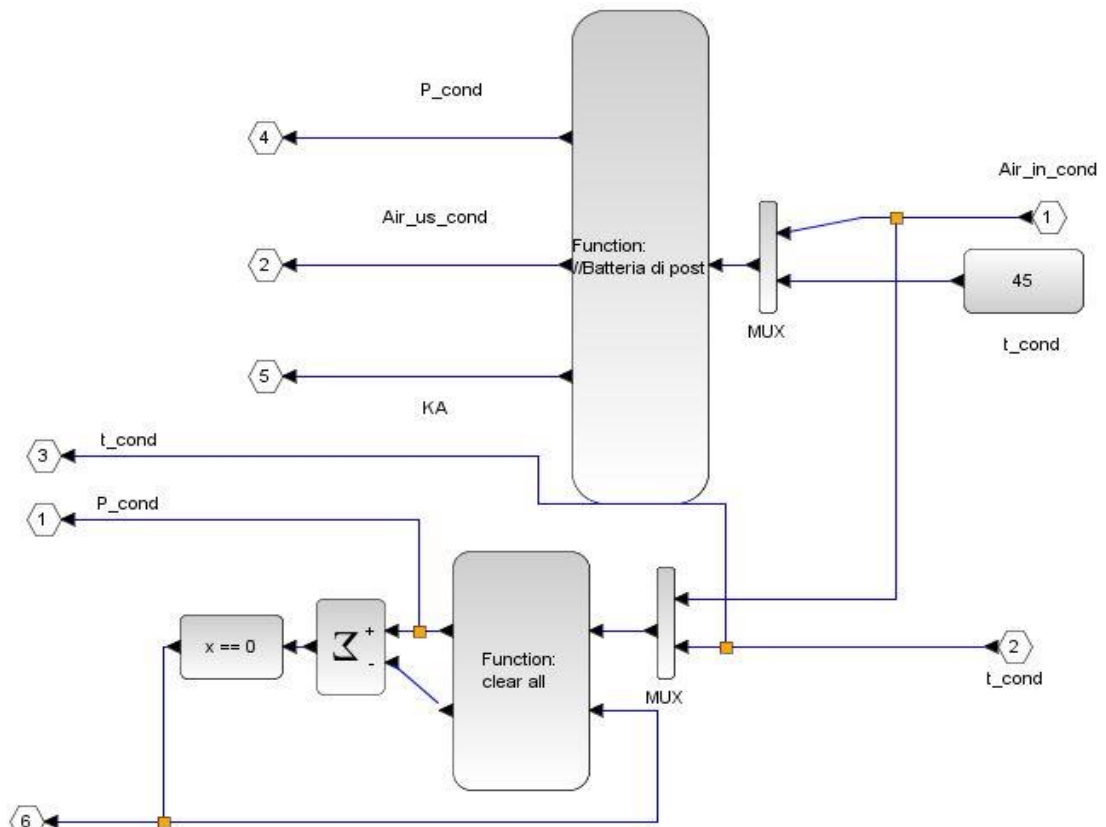 P_cond
4
Air_in_cond
1
Air_us_cond
2
Function:
//Batteria di post
45
MUX
t_cond
5
KA
3
t_cond
P_cond
1
x == 0
Σ
+
-
Function:
clear all
MUX
2
t_cond
6